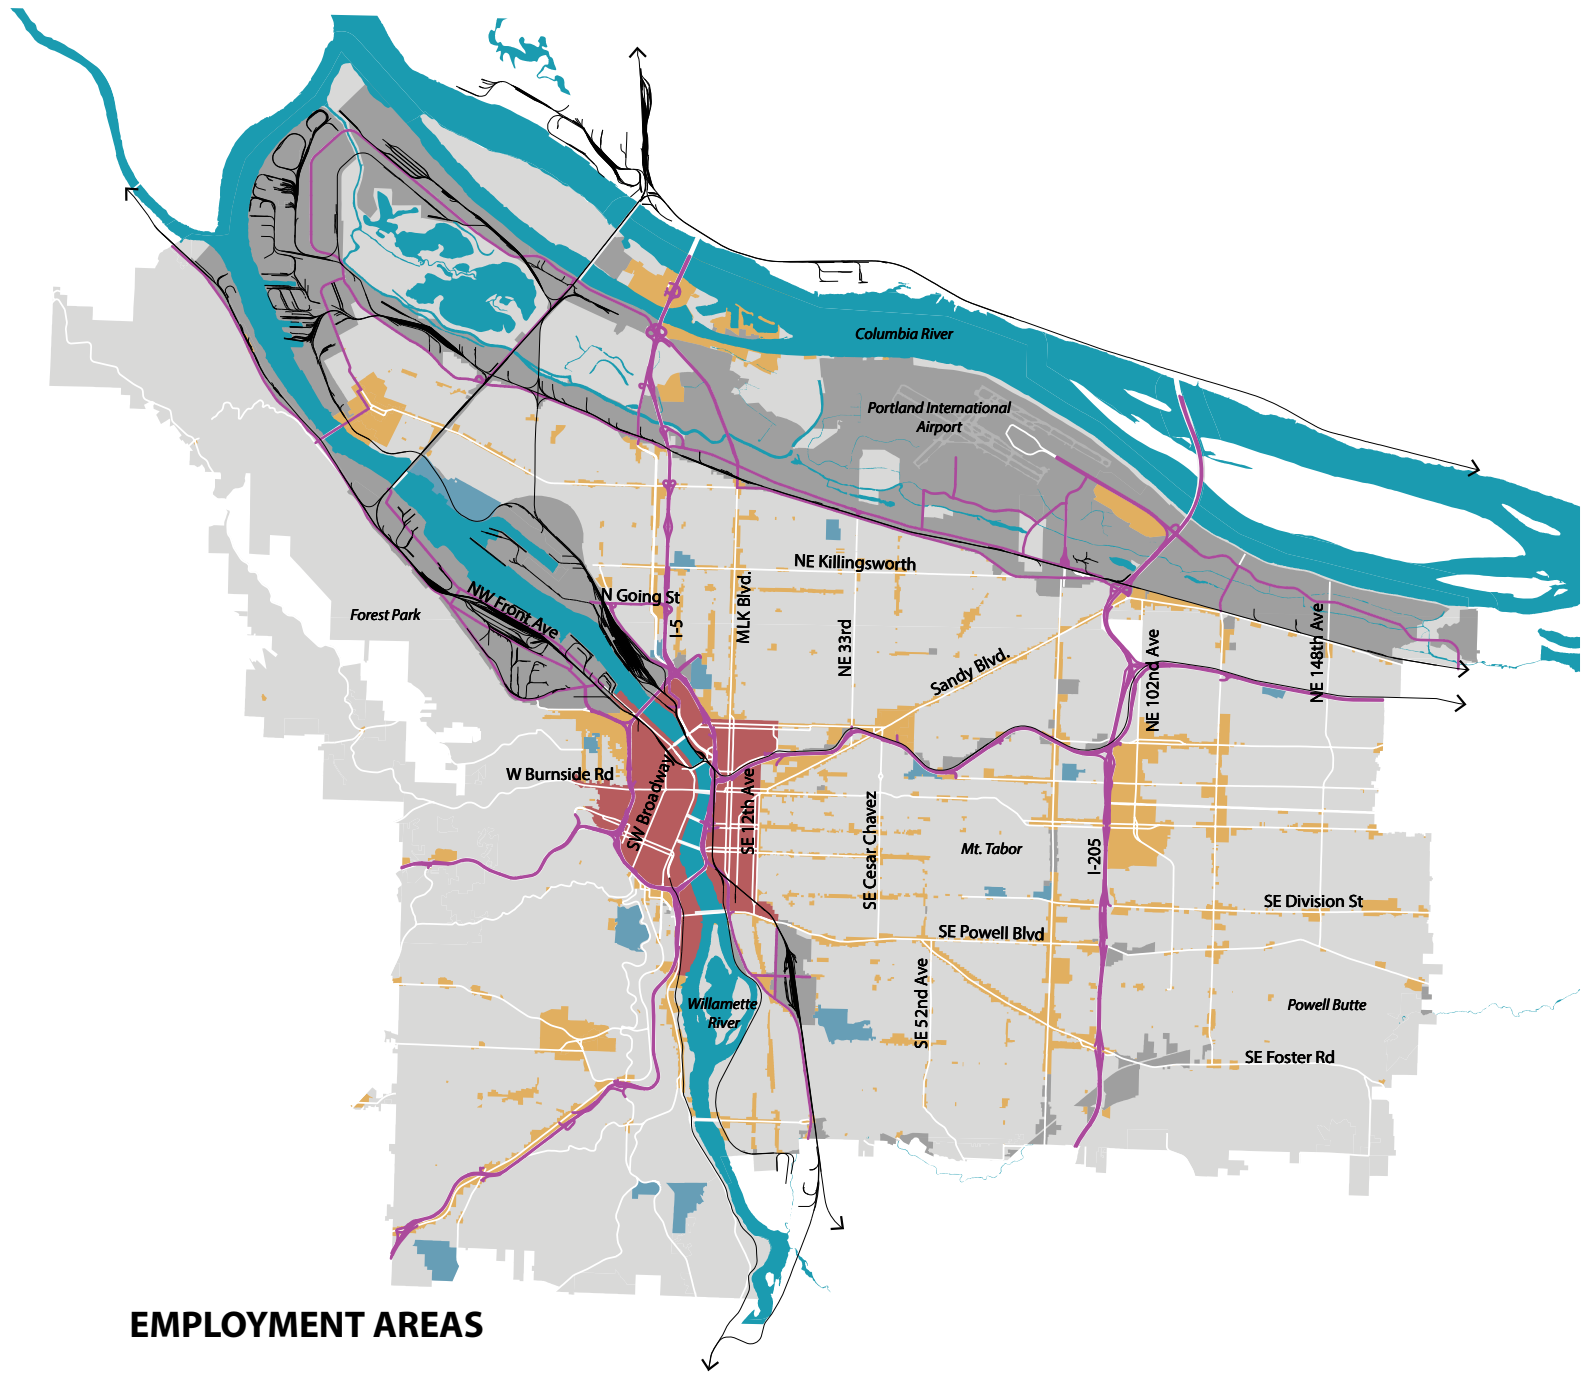 Columbia River
Portland International
Airport
NE Killingsworth
N Going St
NW Front Ave
Forest Park
I-5
MLK Blvd.
NE 33rd
Sandy Blvd.
NE 102nd Ave
NE 148th Ave
W Burnside Rd
SW Broadway
SE 12th Ave
SE Cesar Chavez
Mt. Tabor
I-205
SE Division St
SE Powell Blvd
SE 52nd Ave
Willamette
River
Powell Butte
SE Foster Rd
EMPLOYMENT AREAS